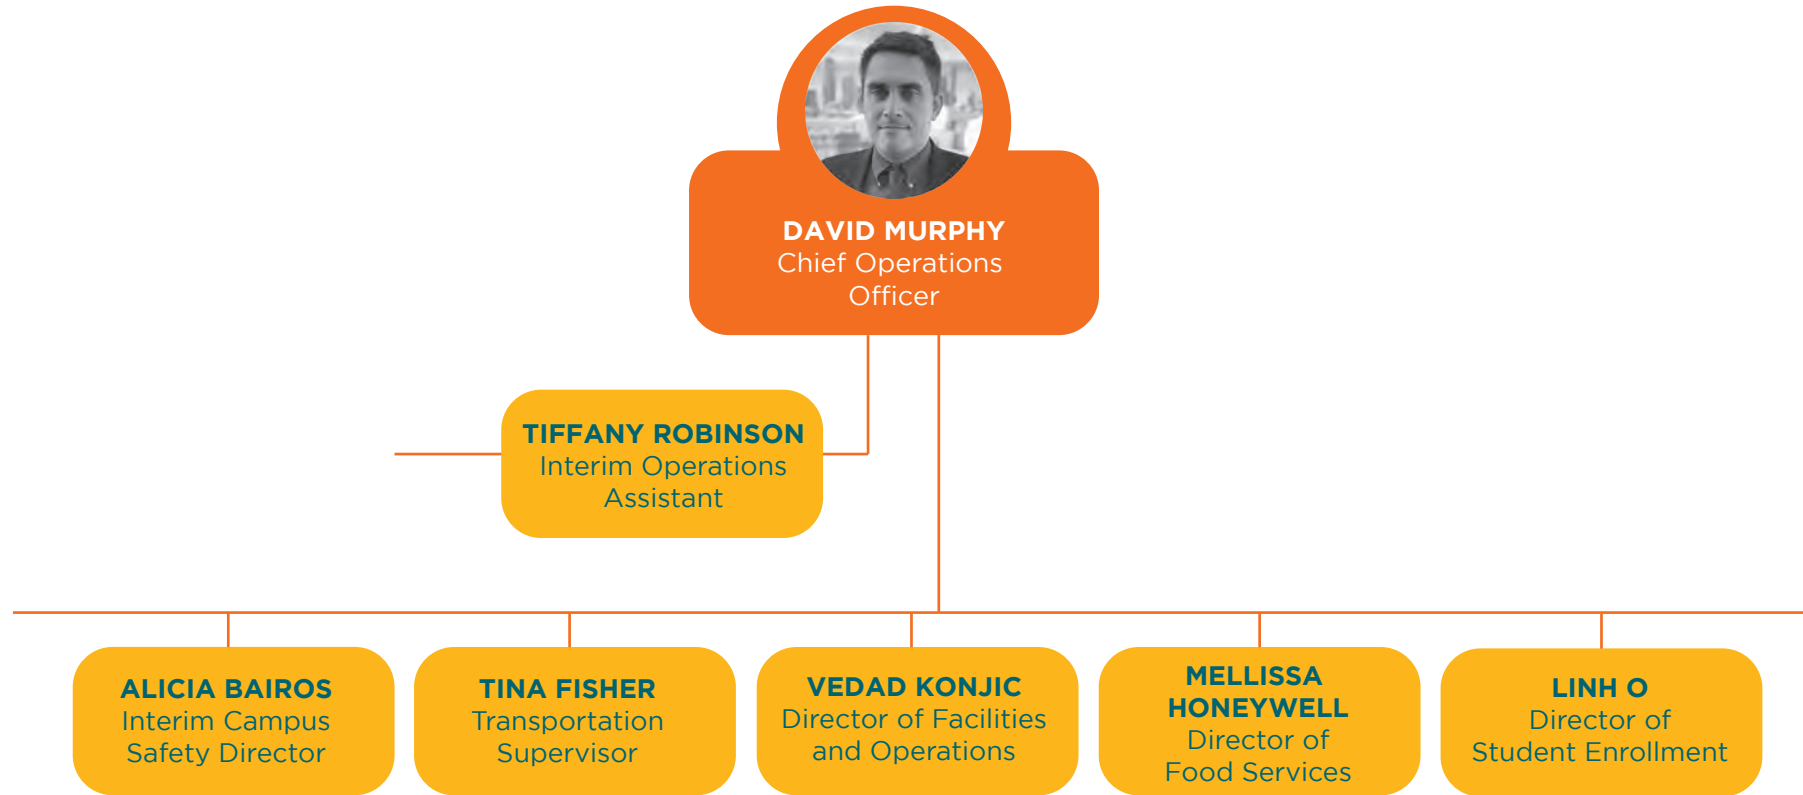 DAVID MURPHY
Chief Operations
Officer
TIFFANY ROBINSON
Interim Operations
Assistant
ALICIA BAIROS
Interim Campus
Safety Director
TINA FISHER
Transportation
Supervisor
VEDAD KONJIC
Director of Facilities
and Operations
MELLISSA
HONEYWELL
Director of
Food Services
LINH O
Director of
Student Enrollment